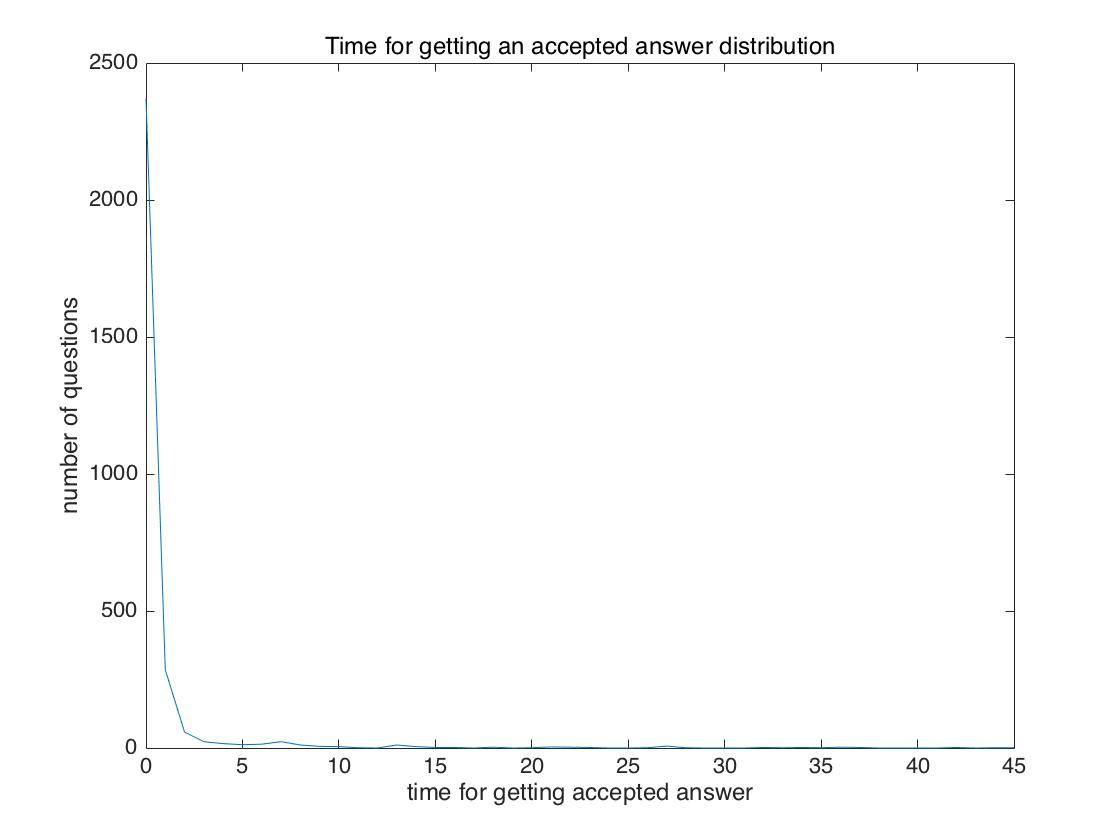 Time for getting an accepted answer distribution
2500
2000
1500
1000
500
0
number of questions
0 5 10 15 20 25 30 35 40 45
time for getting accepted answer